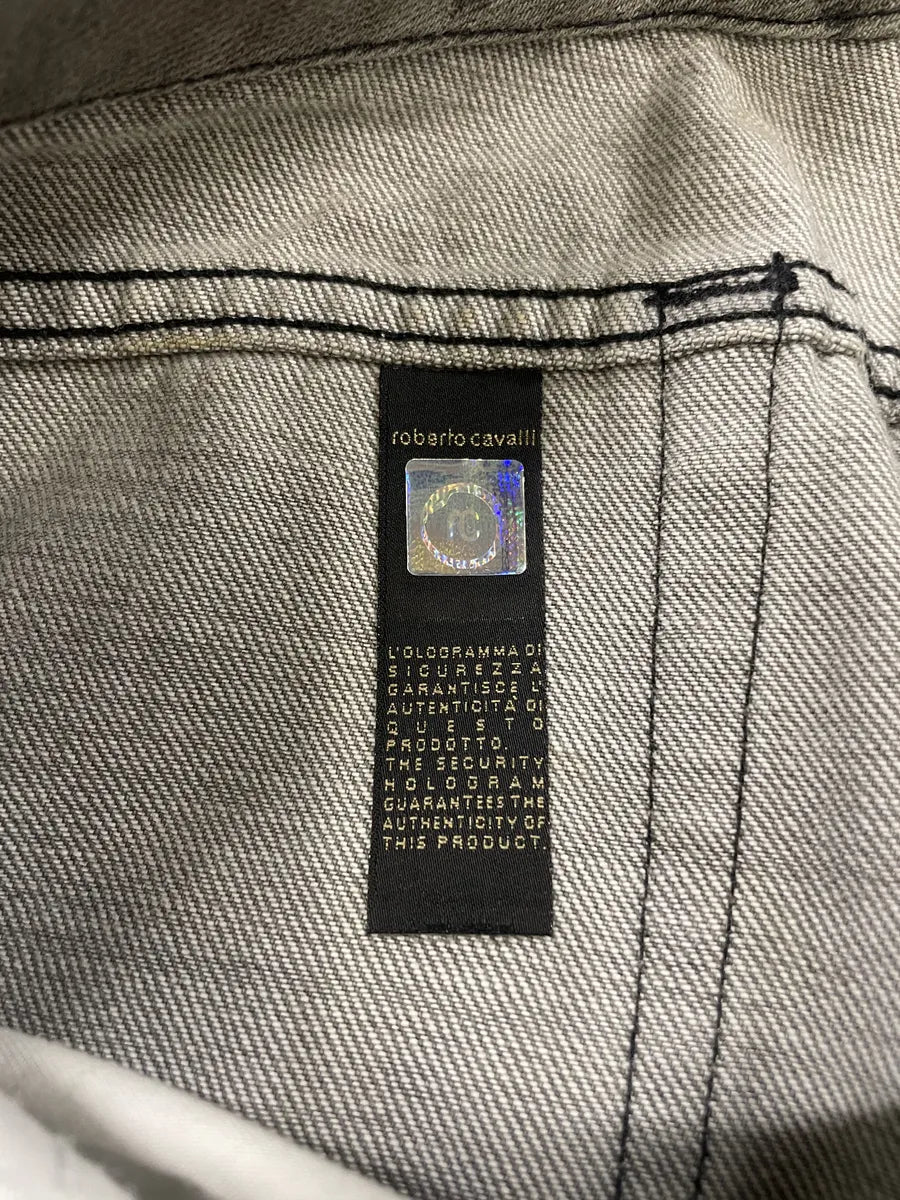 roberto cavalli
rc
L'OLOGRAMMA DI
SICUREZZA
GARANTISCE L'
AUTENTICITÀ DI
QUESTO
PRODOTTO.
THE SECURITY
HOLOGRAM
GUARANTEES THE
AUTHENTICITY OF
THIS PRODUCT.